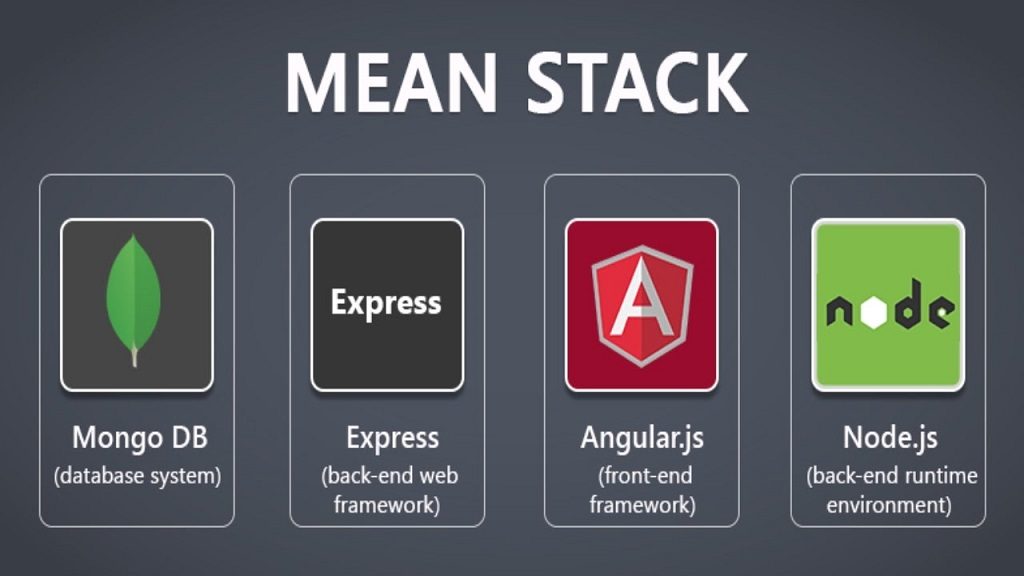 MEAN STACK
Express
node
Mongo DB
(database system)
Express
(back-end web
framework)
Angular.js
(front-end
framework)
Node.js
(back-end runtime
environment)